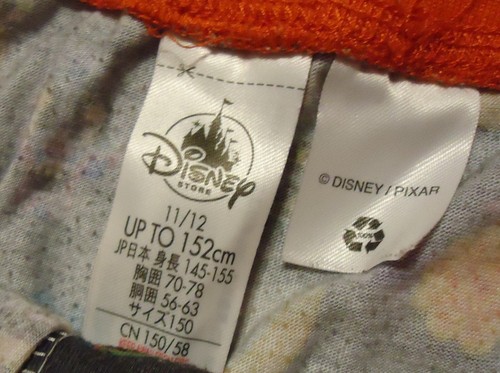 Disney
STORE
11/12
UP TO 152cm
JP日本 身長 145-155
胸囲 70-78
胴囲 56-63
サイズ150
CN 150/58
© DISNEY / PIXAR
100%